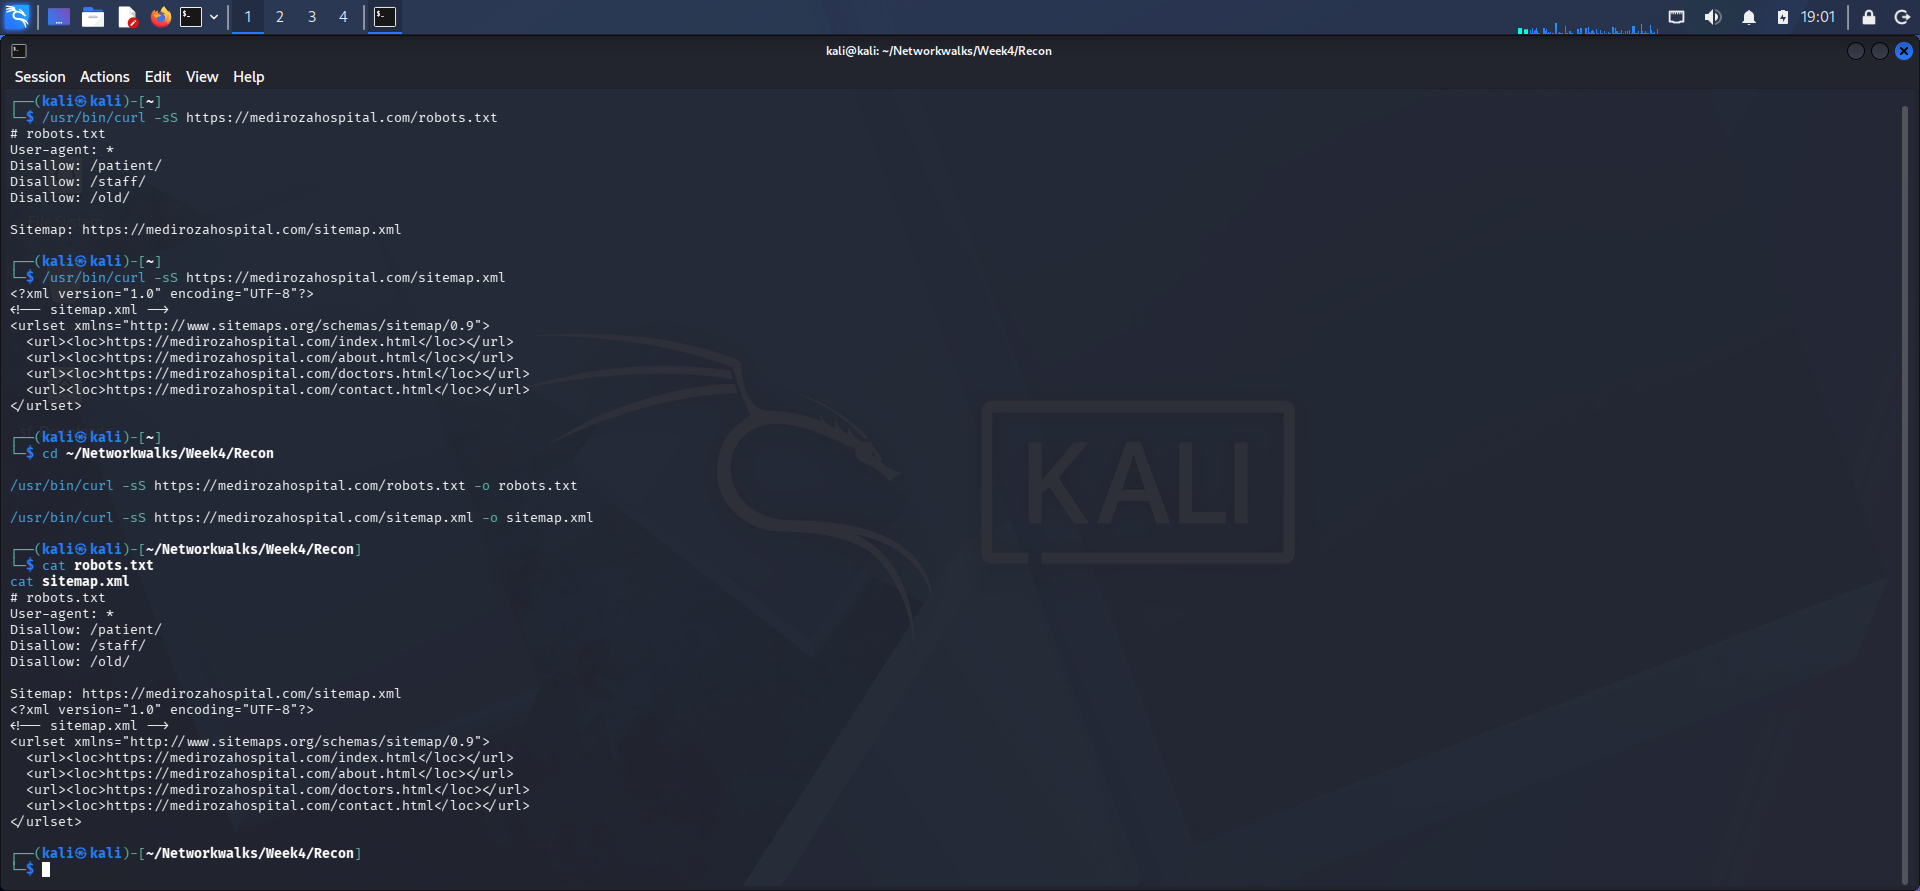 1 2 3 4 19:01
kali@kali: ~/Networkwalks/Week4/Recon
Session Actions Edit View Help
┌──(kali㉿kali)-[~]
└─$ /usr/bin/curl -sS https://medirozahospital.com/robots.txt
# robots.txt
User-agent: *
Disallow: /patient/
Disallow: /staff/
Disallow: /old/
Sitemap: https://medirozahospital.com/sitemap.xml
┌──(kali㉿kali)-[~]
└─$ /usr/bin/curl -sS https://medirozahospital.com/sitemap.xml
<?xml version="1.0" encoding="UTF-8"?>
<!-- sitemap.xml -->
<urlset xmlns="http://www.sitemaps.org/schemas/sitemap/0.9">
  <url><loc>https://medirozahospital.com/index.html</loc></url>
  <url><loc>https://medirozahospital.com/about.html</loc></url>
  <url><loc>https://medirozahospital.com/doctors.html</loc></url>
  <url><loc>https://medirozahospital.com/contact.html</loc></url>
</urlset>
┌──(kali㉿kali)-[~]
└─$ cd ~/Networkwalks/Week4/Recon
/usr/bin/curl -sS https://medirozahospital.com/robots.txt -o robots.txt
/usr/bin/curl -sS https://medirozahospital.com/sitemap.xml -o sitemap.xml
┌──(kali㉿kali)-[~/Networkwalks/Week4/Recon]
└─$ cat robots.txt
cat sitemap.xml
# robots.txt
User-agent: *
Disallow: /patient/
Disallow: /staff/
Disallow: /old/
Sitemap: https://medirozahospital.com/sitemap.xml
<?xml version="1.0" encoding="UTF-8"?>
<!-- sitemap.xml -->
<urlset xmlns="http://www.sitemaps.org/schemas/sitemap/0.9">
  <url><loc>https://medirozahospital.com/index.html</loc></url>
  <url><loc>https://medirozahospital.com/about.html</loc></url>
  <url><loc>https://medirozahospital.com/doctors.html</loc></url>
  <url><loc>https://medirozahospital.com/contact.html</loc></url>
</urlset>
┌──(kali㉿kali)-[~/Networkwalks/Week4/Recon]
└─$
KALI